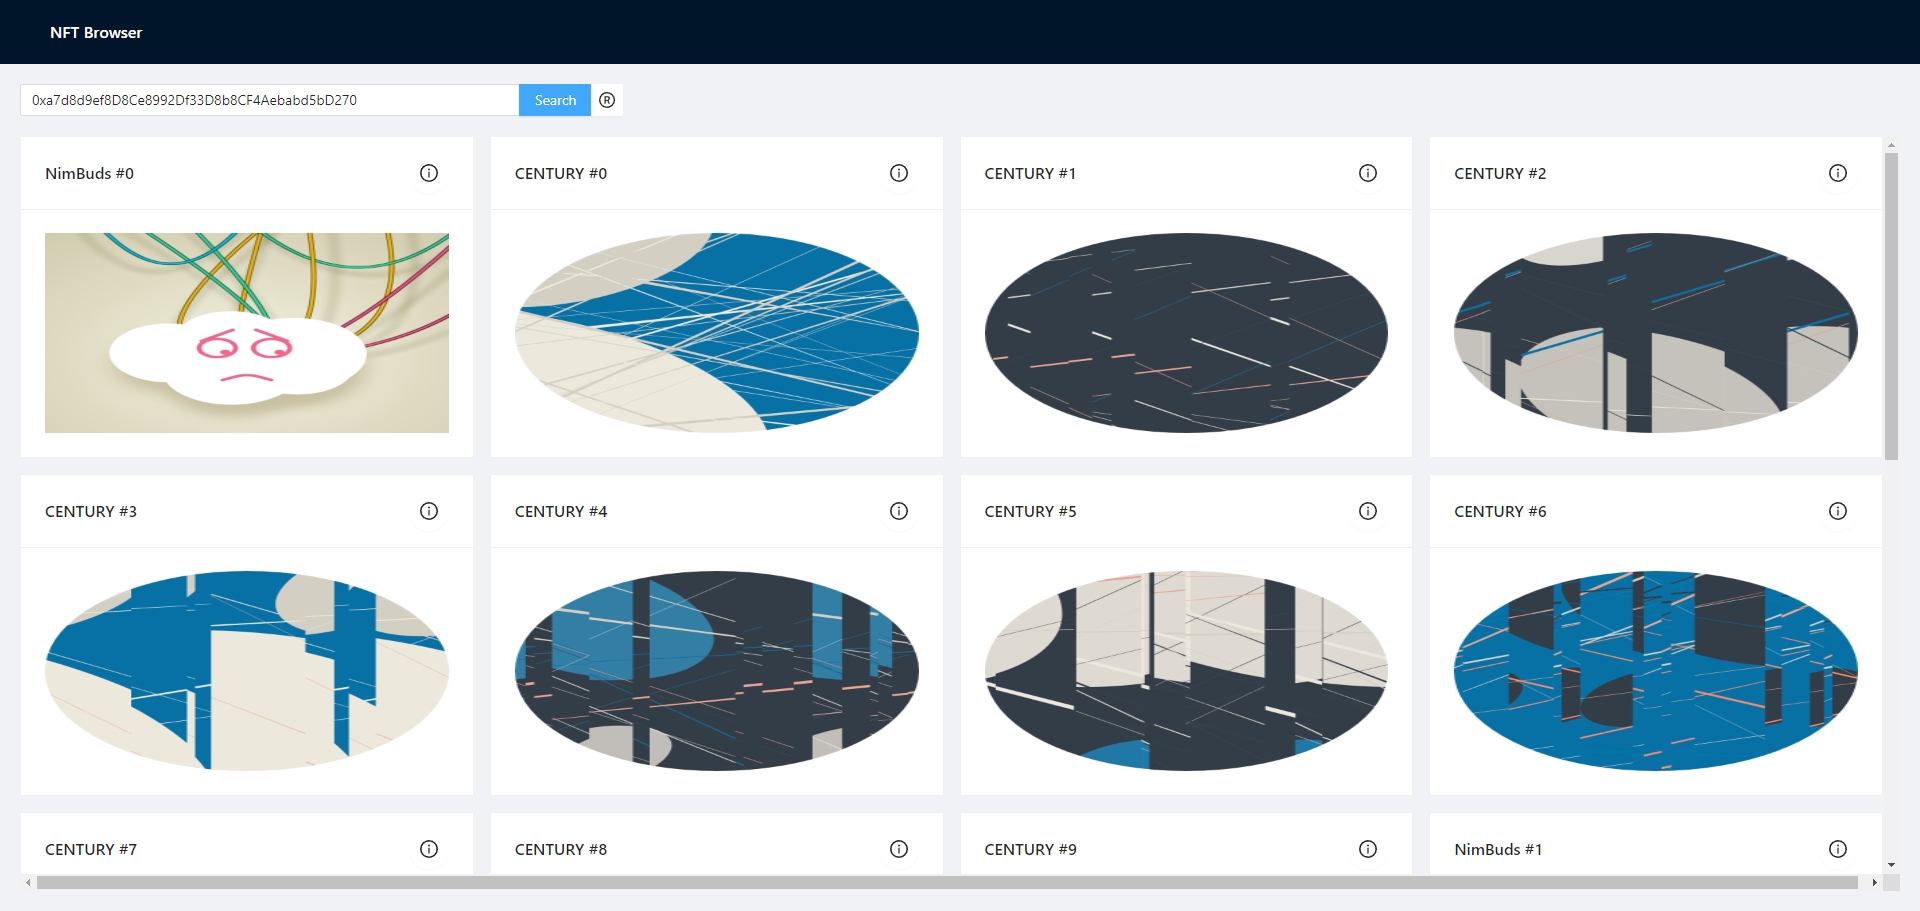 NFT Browser
0xa7d8d9ef8D8Ce8992Df33D8b8CF4Aebabd5bD270 Search ®
NimBuds #0
CENTURY #0
CENTURY #1
CENTURY #2
CENTURY #3
CENTURY #4
CENTURY #5
CENTURY #6
CENTURY #7
CENTURY #8
CENTURY #9
NimBuds #1